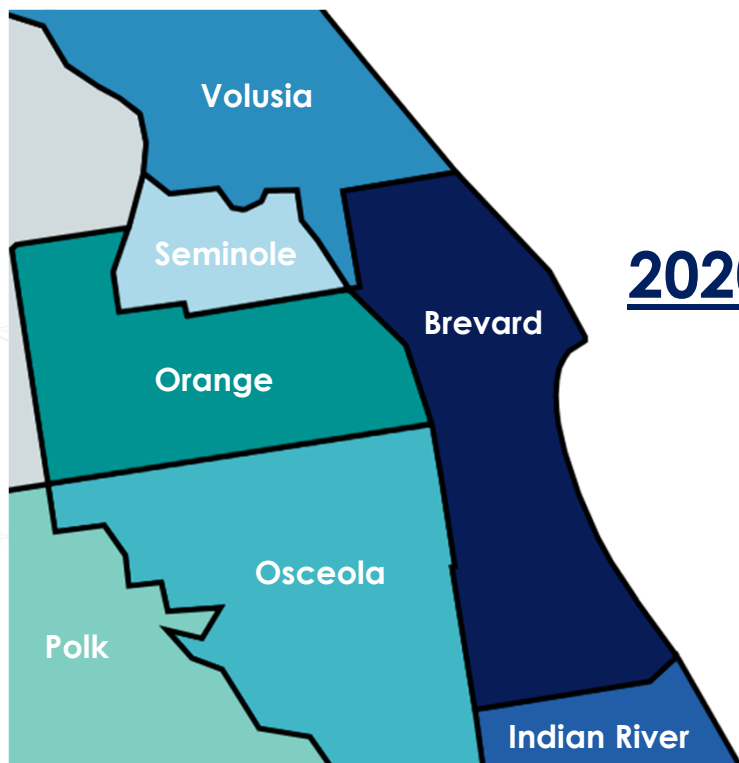 Volusia
Seminole
Brevard
Orange
Osceola
Polk
Indian River